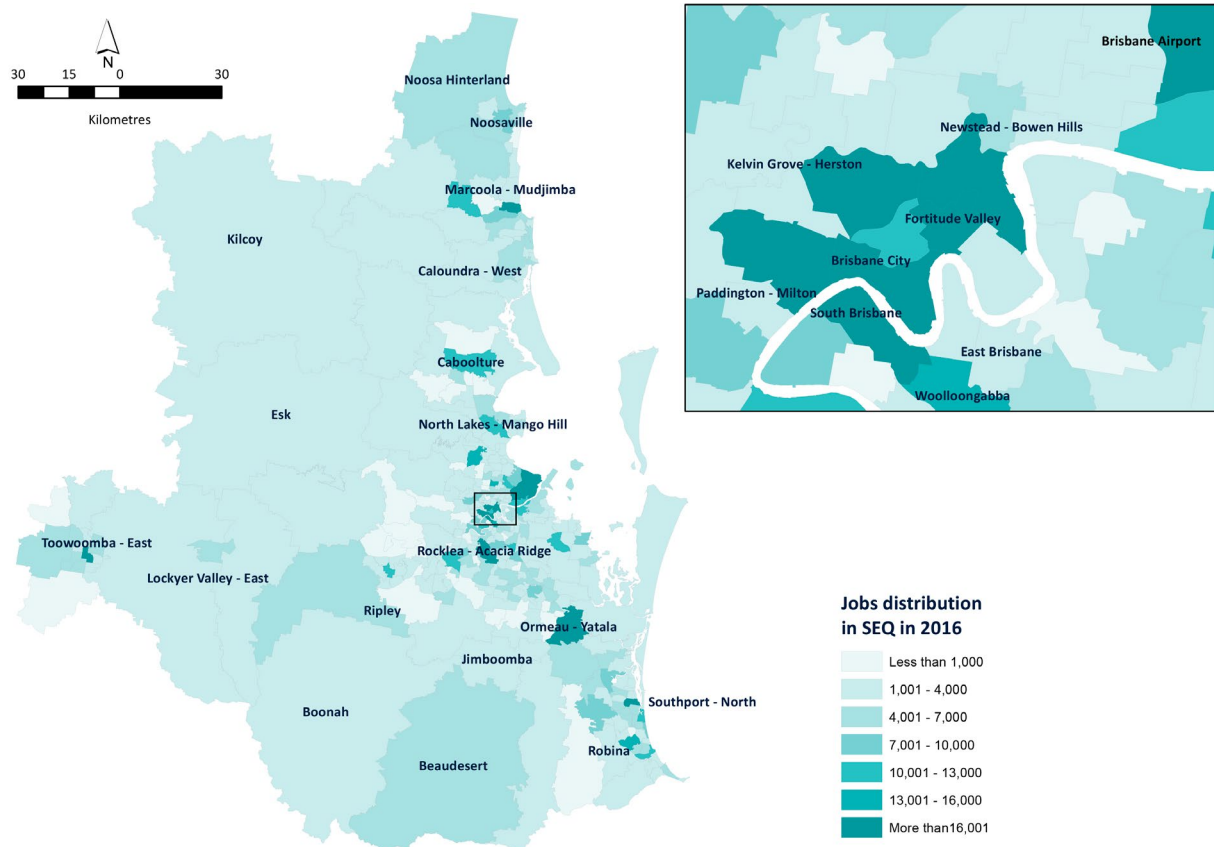 N
30 15 0 30
Kilometres
Noosa Hinterland
Noosaville
Marcoola - Mudjimba
Kilcoy
Caloundra - West
Caboolture
Esk
North Lakes - Mango Hill
Toowoomba - East
Rocklea - Acacia Ridge
Lockyer Valley - East
Ripley
Ormeau - Yatala
Jimboomba
Southport - North
Boonah
Robina
Beaudesert
Brisbane Airport
Newstead - Bowen Hills
Kelvin Grove - Herston
Fortitude Valley
Brisbane City
Paddington - Milton
South Brisbane
East Brisbane
Woolloongabba
Jobs distribution
in SEQ in 2016
Less than 1,000
1,001 - 4,000
4,001 - 7,000
7,001 - 10,000
10,001 - 13,000
13,001 - 16,000
More than16,001